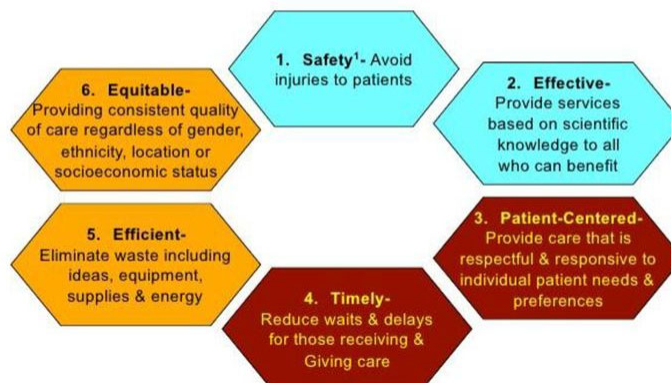 1. Safety¹- Avoid
injuries to patients
2. Effective-
Provide services
based on scientific
knowledge to all
who can benefit
3. Patient-Centered-
Provide care that is
respectful & responsive to
individual patient needs &
preferences
4. Timely-
Reduce waits & delays
for those receiving &
Giving care
5. Efficient-
Eliminate waste including
ideas, equipment,
supplies & energy
6. Equitable-
Providing consistent quality
of care regardless of gender,
ethnicity, location or
socioeconomic status